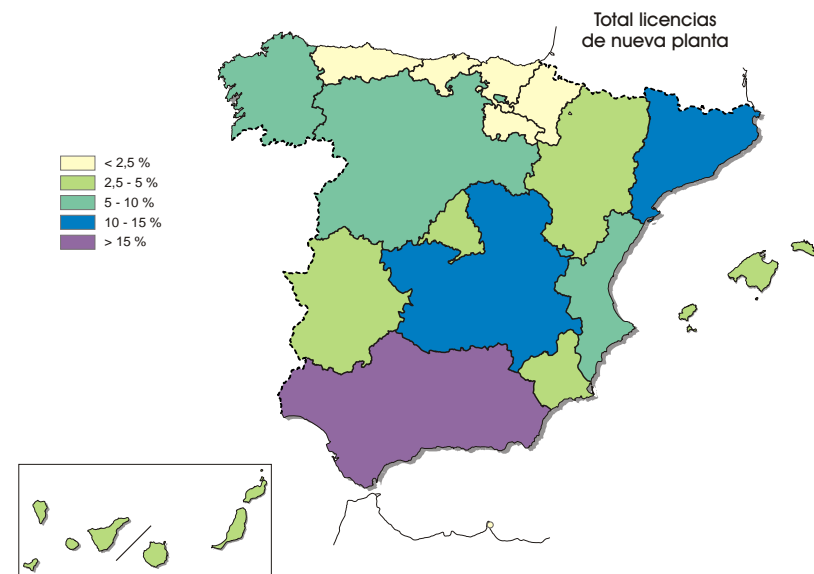 Total licencias
de nueva planta
< 2,5 %
2,5 - 5 %
5 - 10 %
10 - 15 %
> 15 %